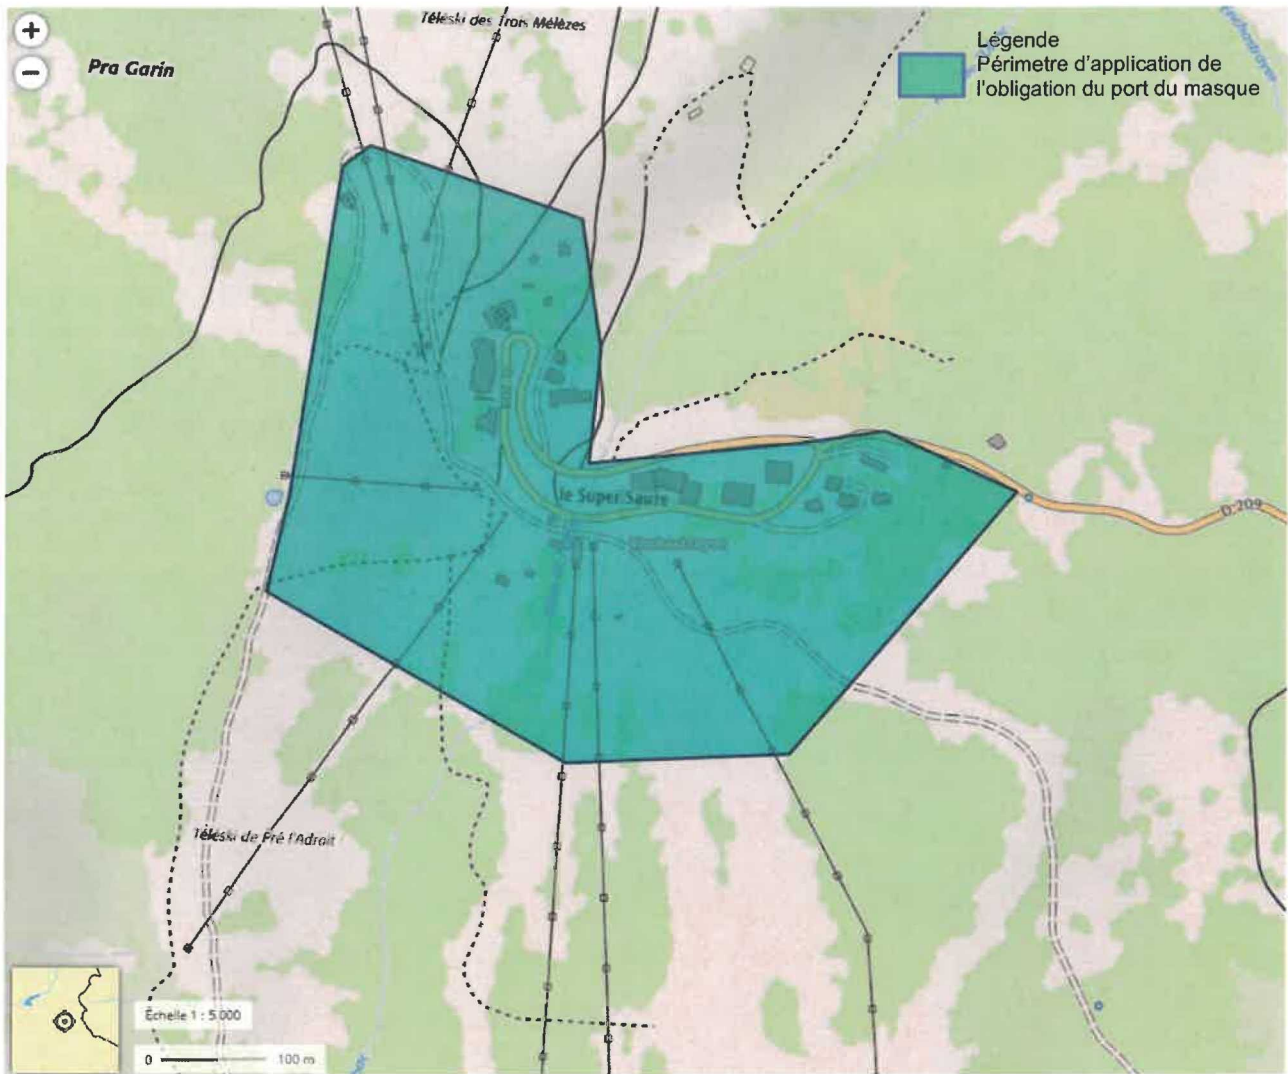 +
−
Téleski des Trois Mélèzes
Pra Garin
Légende
Périmetre d'application de
l'obligation du port du masque
le Super Sauze
D 209
Téleski de Pré l'Adroit
Échelle 1 : 5 000
0
100 m